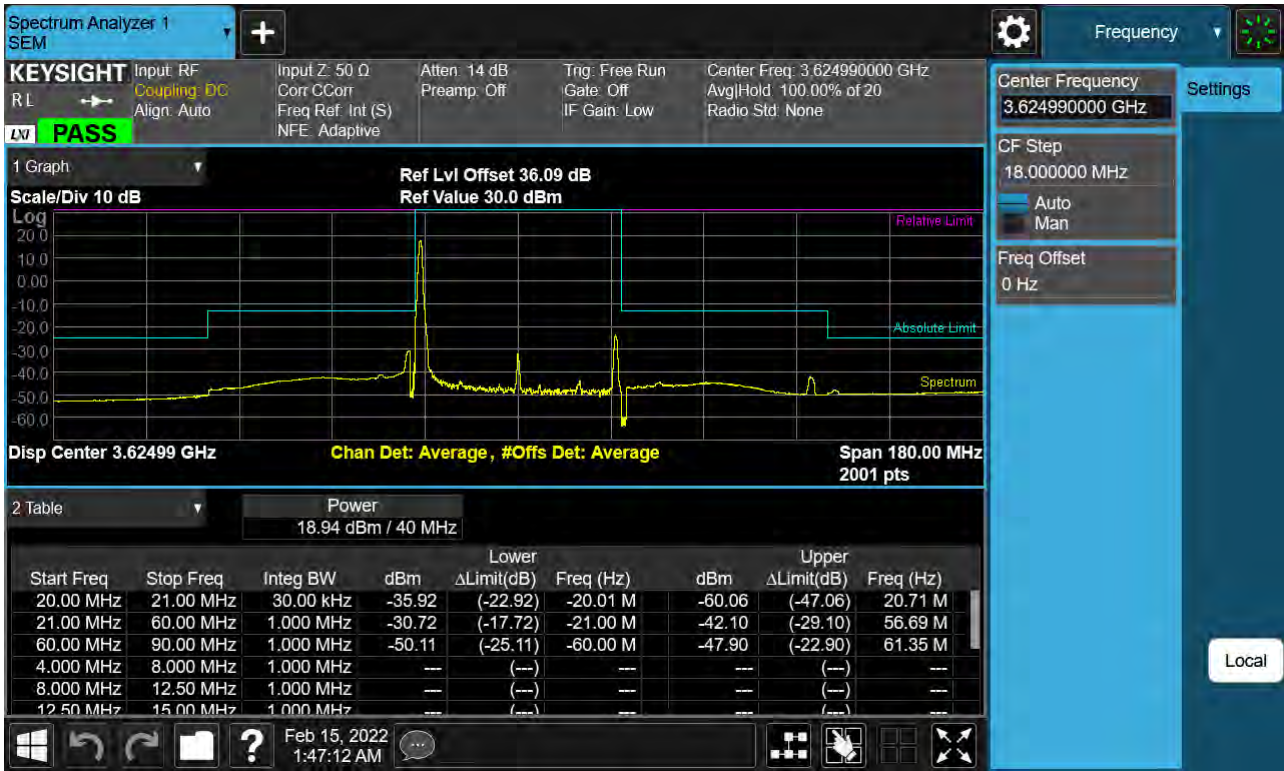 Spectrum Analyzer 1
SEM
+
Frequency
KEYSIGHT
RL
LXI PASS
Input: RF
Coupling: DC
Align: Auto
Input Z: 50 Ω
Corr CCorr
Freq Ref: Int (S)
NFE: Adaptive
Atten: 14 dB
Preamp: Off
Trig: Free Run
Gate: Off
IF Gain: Low
Center Freq: 3.624990000 GHz
Avg|Hold: 100.00% of 20
Radio Std: None
Center Frequency
3.624990000 GHz
Settings
CF Step
18.000000 MHz
Auto
Man
Freq Offset
0 Hz
1 Graph
Scale/Div 10 dB
Ref Lvl Offset 36.09 dB
Ref Value 30.0 dBm
Log
20.0
10.0
0.00
-10.0
-20.0
-30.0
-40.0
-50.0
-60.0
Relative Limit
Absolute Limit
Spectrum
Disp Center 3.62499 GHz
Chan Det: Average, #Offs Det: Average
Span 180.00 MHz
2001 pts
2 Table
Power
18.94 dBm / 40 MHz
Lower Upper
Start Freq Stop Freq Integ BW dBm ΔLimit(dB) Freq (Hz) dBm ΔLimit(dB) Freq (Hz)
20.00 MHz 21.00 MHz 30.00 kHz -35.92 (-22.92) -20.01 M -60.06 (-47.06) 20.71 M
21.00 MHz 60.00 MHz 1.000 MHz -30.72 (-17.72) -21.00 M -42.10 (-29.10) 56.69 M
60.00 MHz 90.00 MHz 1.000 MHz -50.11 (-25.11) -60.00 M -47.90 (-22.90) 61.35 M
4.000 MHz 8.000 MHz 1.000 MHz --- (---) --- --- (---) ---
8.000 MHz 12.50 MHz 1.000 MHz --- (---) --- --- (---) ---
12.50 MHz 15.00 MHz 1.000 MHz --- (---) --- --- (---) ---
Local
?
Feb 15, 2022
1:47:12 AM